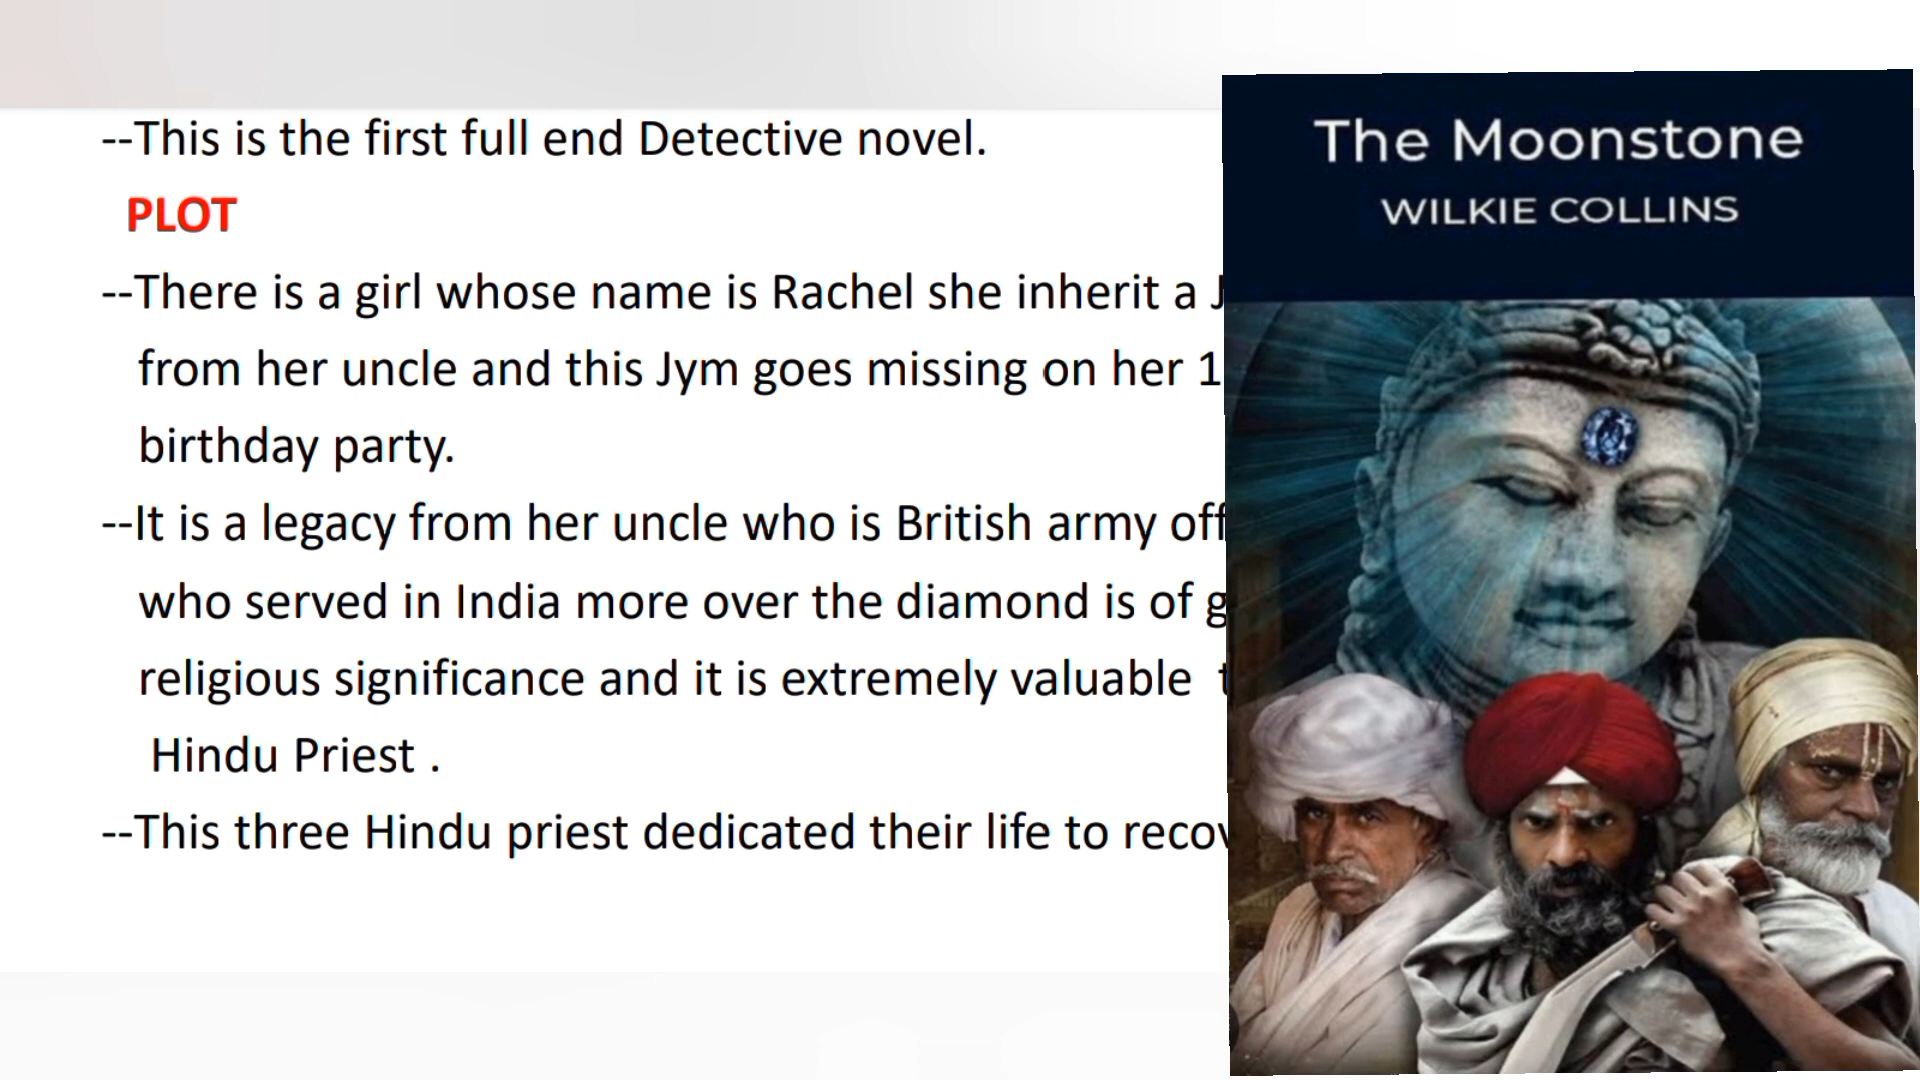 --This is the first full end Detective novel.
PLOT
--There is a girl whose name is Rachel she inherit a J
from her uncle and this Jym goes missing on her 1
birthday party.
--It is a legacy from her uncle who is British army off
who served in India more over the diamond is of g
religious significance and it is extremely valuable t
Hindu Priest .
--This three Hindu priest dedicated their life to recov
The Moonstone
WILKIE COLLINS